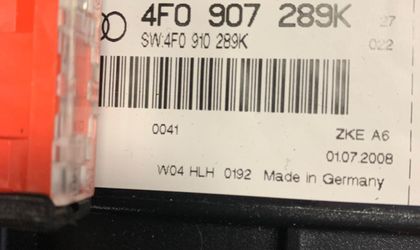 4F0 907 289K 27
SW:4F0 910 289K 022
0041 ZKE A6
01.07.2008
W04 HLH 0192 Made in Germany